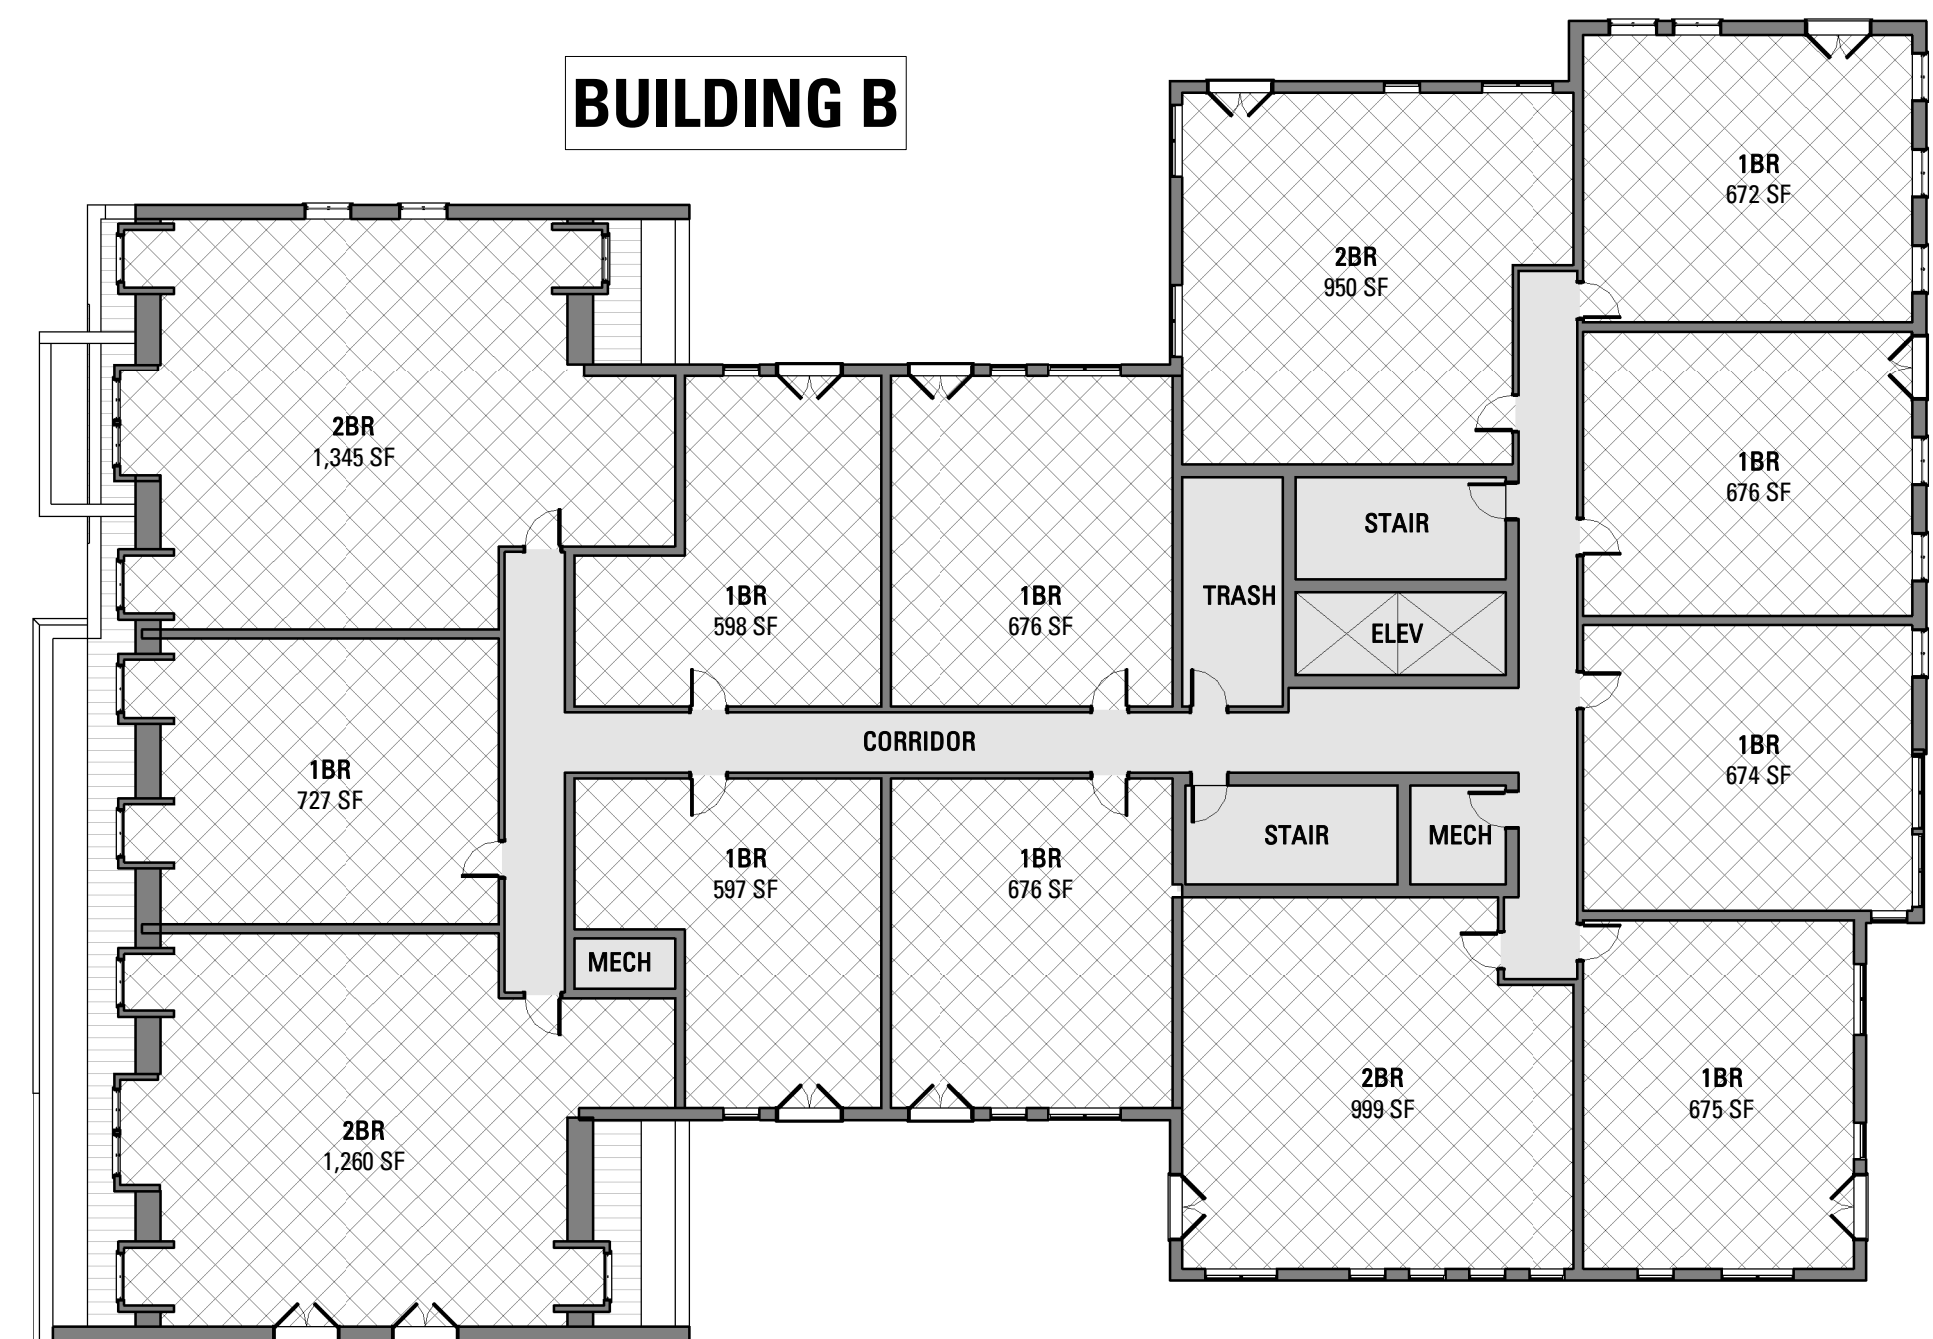 BUILDING B
1BR
672 SF
2BR
950 SF
2BR
1,345 SF
1BR
676 SF
STAIR
1BR
598 SF
1BR
676 SF
TRASH
ELEV
CORRIDOR
1BR
674 SF
1BR
727 SF
STAIR
MECH
1BR
597 SF
1BR
676 SF
MECH
2BR
999 SF
1BR
675 SF
2BR
1,260 SF